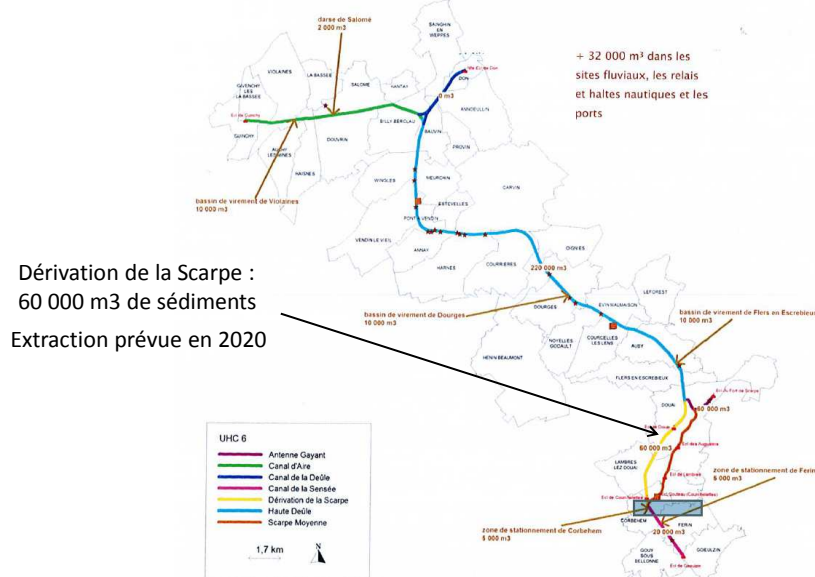 darse de Salomé
2 000 m3
SAINGHIN
EN
WEPPES
+ 32 000 m³ dans les
sites fluviaux, les relais
et haltes nautiques et les
ports
VIOLAINES
LA BASSEE
SALOME
HANTAY
DON
GIVENCHY
LES
LA BASSEE
0 m3
ANNOEULLIN
BILLY-BERCLAU
BAUVIN
CUINCHY
DOUVRIN
PROVIN
HAISNES
WINGLES
MEURCHIN
CARVIN
bassin de virement de Violaines
10 000 m3
ESTEVELLES
PONT A VENDIN
VENDIN LE VIEIL
ANNAY
HARNES
COURRIERES
OIGNIES
220 000 m3
LEFOREST
Dérivation de la Scarpe :
60 000 m3 de sédiments
Extraction prévue en 2020
bassin de virement de Dourges
10 000 m3
DOURGES
EVIN MALMAISON
bassin de virement de Flers en Escrebieux
10 000 m3
NOYELLES
GODAULT
COURCELLES
LES LENS
AUBY
HENIN BEAUMONT
FLERS EN ESCREBIEUX
DOUAI
60 000 m3
60 000 m3
LAMBRES
LEZ DOUAI
zone de stationnement de Ferin
5 000 m3
zone de stationnement de Corbehem
5 000 m3
CORBEHEM
FERIN
20 000 m3
GOUY
SOUS
BELLONNE
GOEULZIN
UHC 6
Antenne Gayant
Canal d'Aire
Canal de la Deûle
Canal de la Sensée
Dérivation de la Scarpe
Haute Deûle
Scarpe Moyenne
1,7 km
N